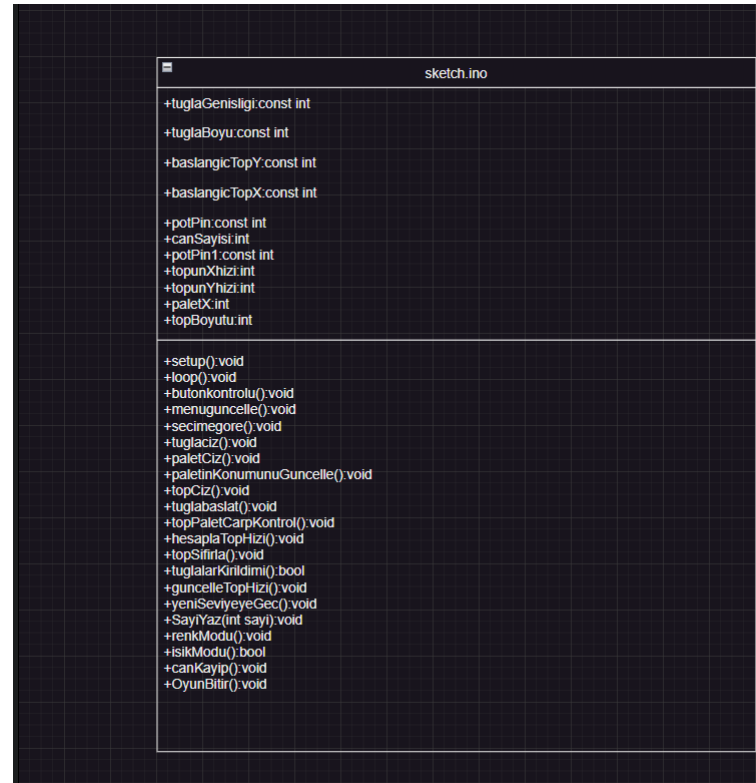 sketch.ino
+tuglaGenisligi:const int
+tuglaBoyu:const int
+baslangicTopY:const int
+baslangicTopX:const int
+potPin:const int
+canSayisi:int
+potPin1:const int
+topunXhizi:int
+topunYhizi:int
+paletX:int
+topBoyutu:int
+setup():void
+loop():void
+butonkontrolu():void
+menuguncelle():void
+secimegore():void
+tuglaciz():void
+paletCiz():void
+paletinKonumunuGuncelle():void
+topCiz():void
+tuglabaslat():void
+topPaletCarpKontrol():void
+hesaplaTopHizi():void
+topSifirla():void
+tuglalarKirildimi():bool
+guncelleTopHizi():void
+yeniSeviyeyeGec():void
+SayiYaz(int sayi):void
+renkModu():void
+isikModu():bool
+canKayip():void
+OyunBitir():void